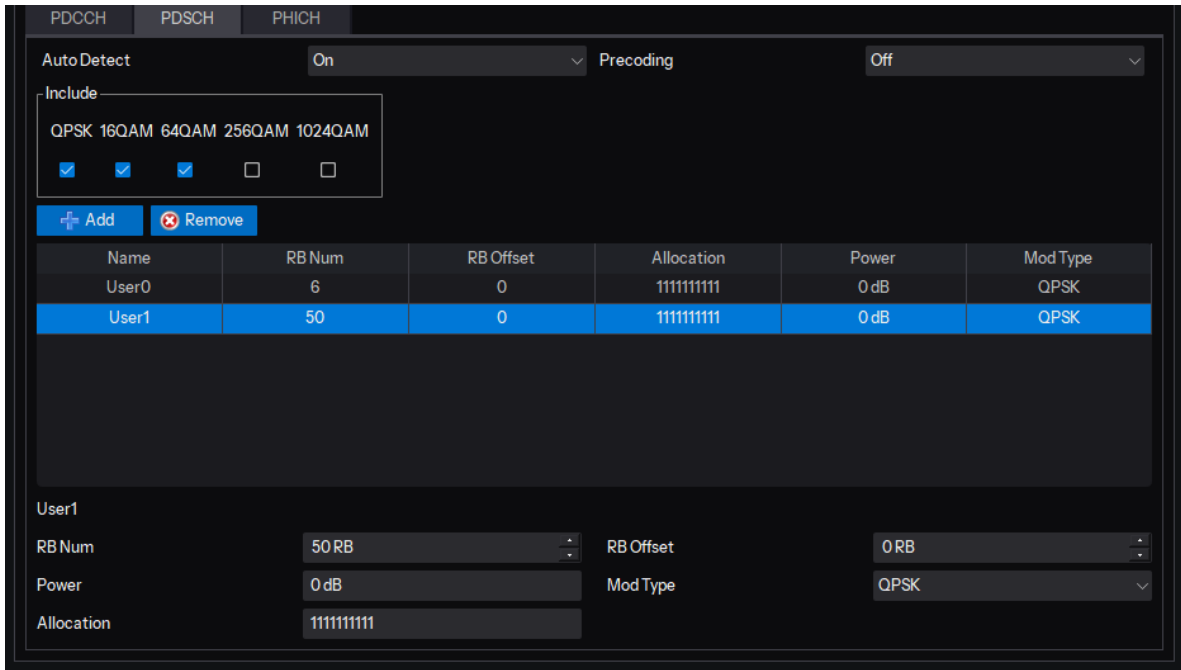 PDCCH PDSCH PHICH
Auto Detect On Precoding Off
Include
QPSK 16QAM 64QAM 256QAM 1024QAM
Add Remove
Name RB Num RB Offset Allocation Power Mod Type
User0 6 0 1111111111 0 dB QPSK
User1 50 0 1111111111 0 dB QPSK
User1
RB Num 50 RB RB Offset 0 RB
Power 0 dB Mod Type QPSK
Allocation 1111111111